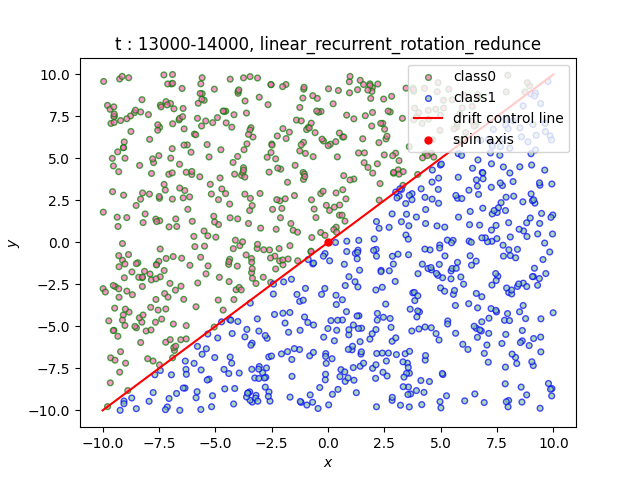 t : 13000-14000, linear_recurrent_rotation_redunce
class0
class1
drift control line
spin axis
10.0
7.5
5.0
2.5
0.0
−2.5
−5.0
−7.5
−10.0
y
−10.0 −7.5 −5.0 −2.5 0.0 2.5 5.0 7.5 10.0
x